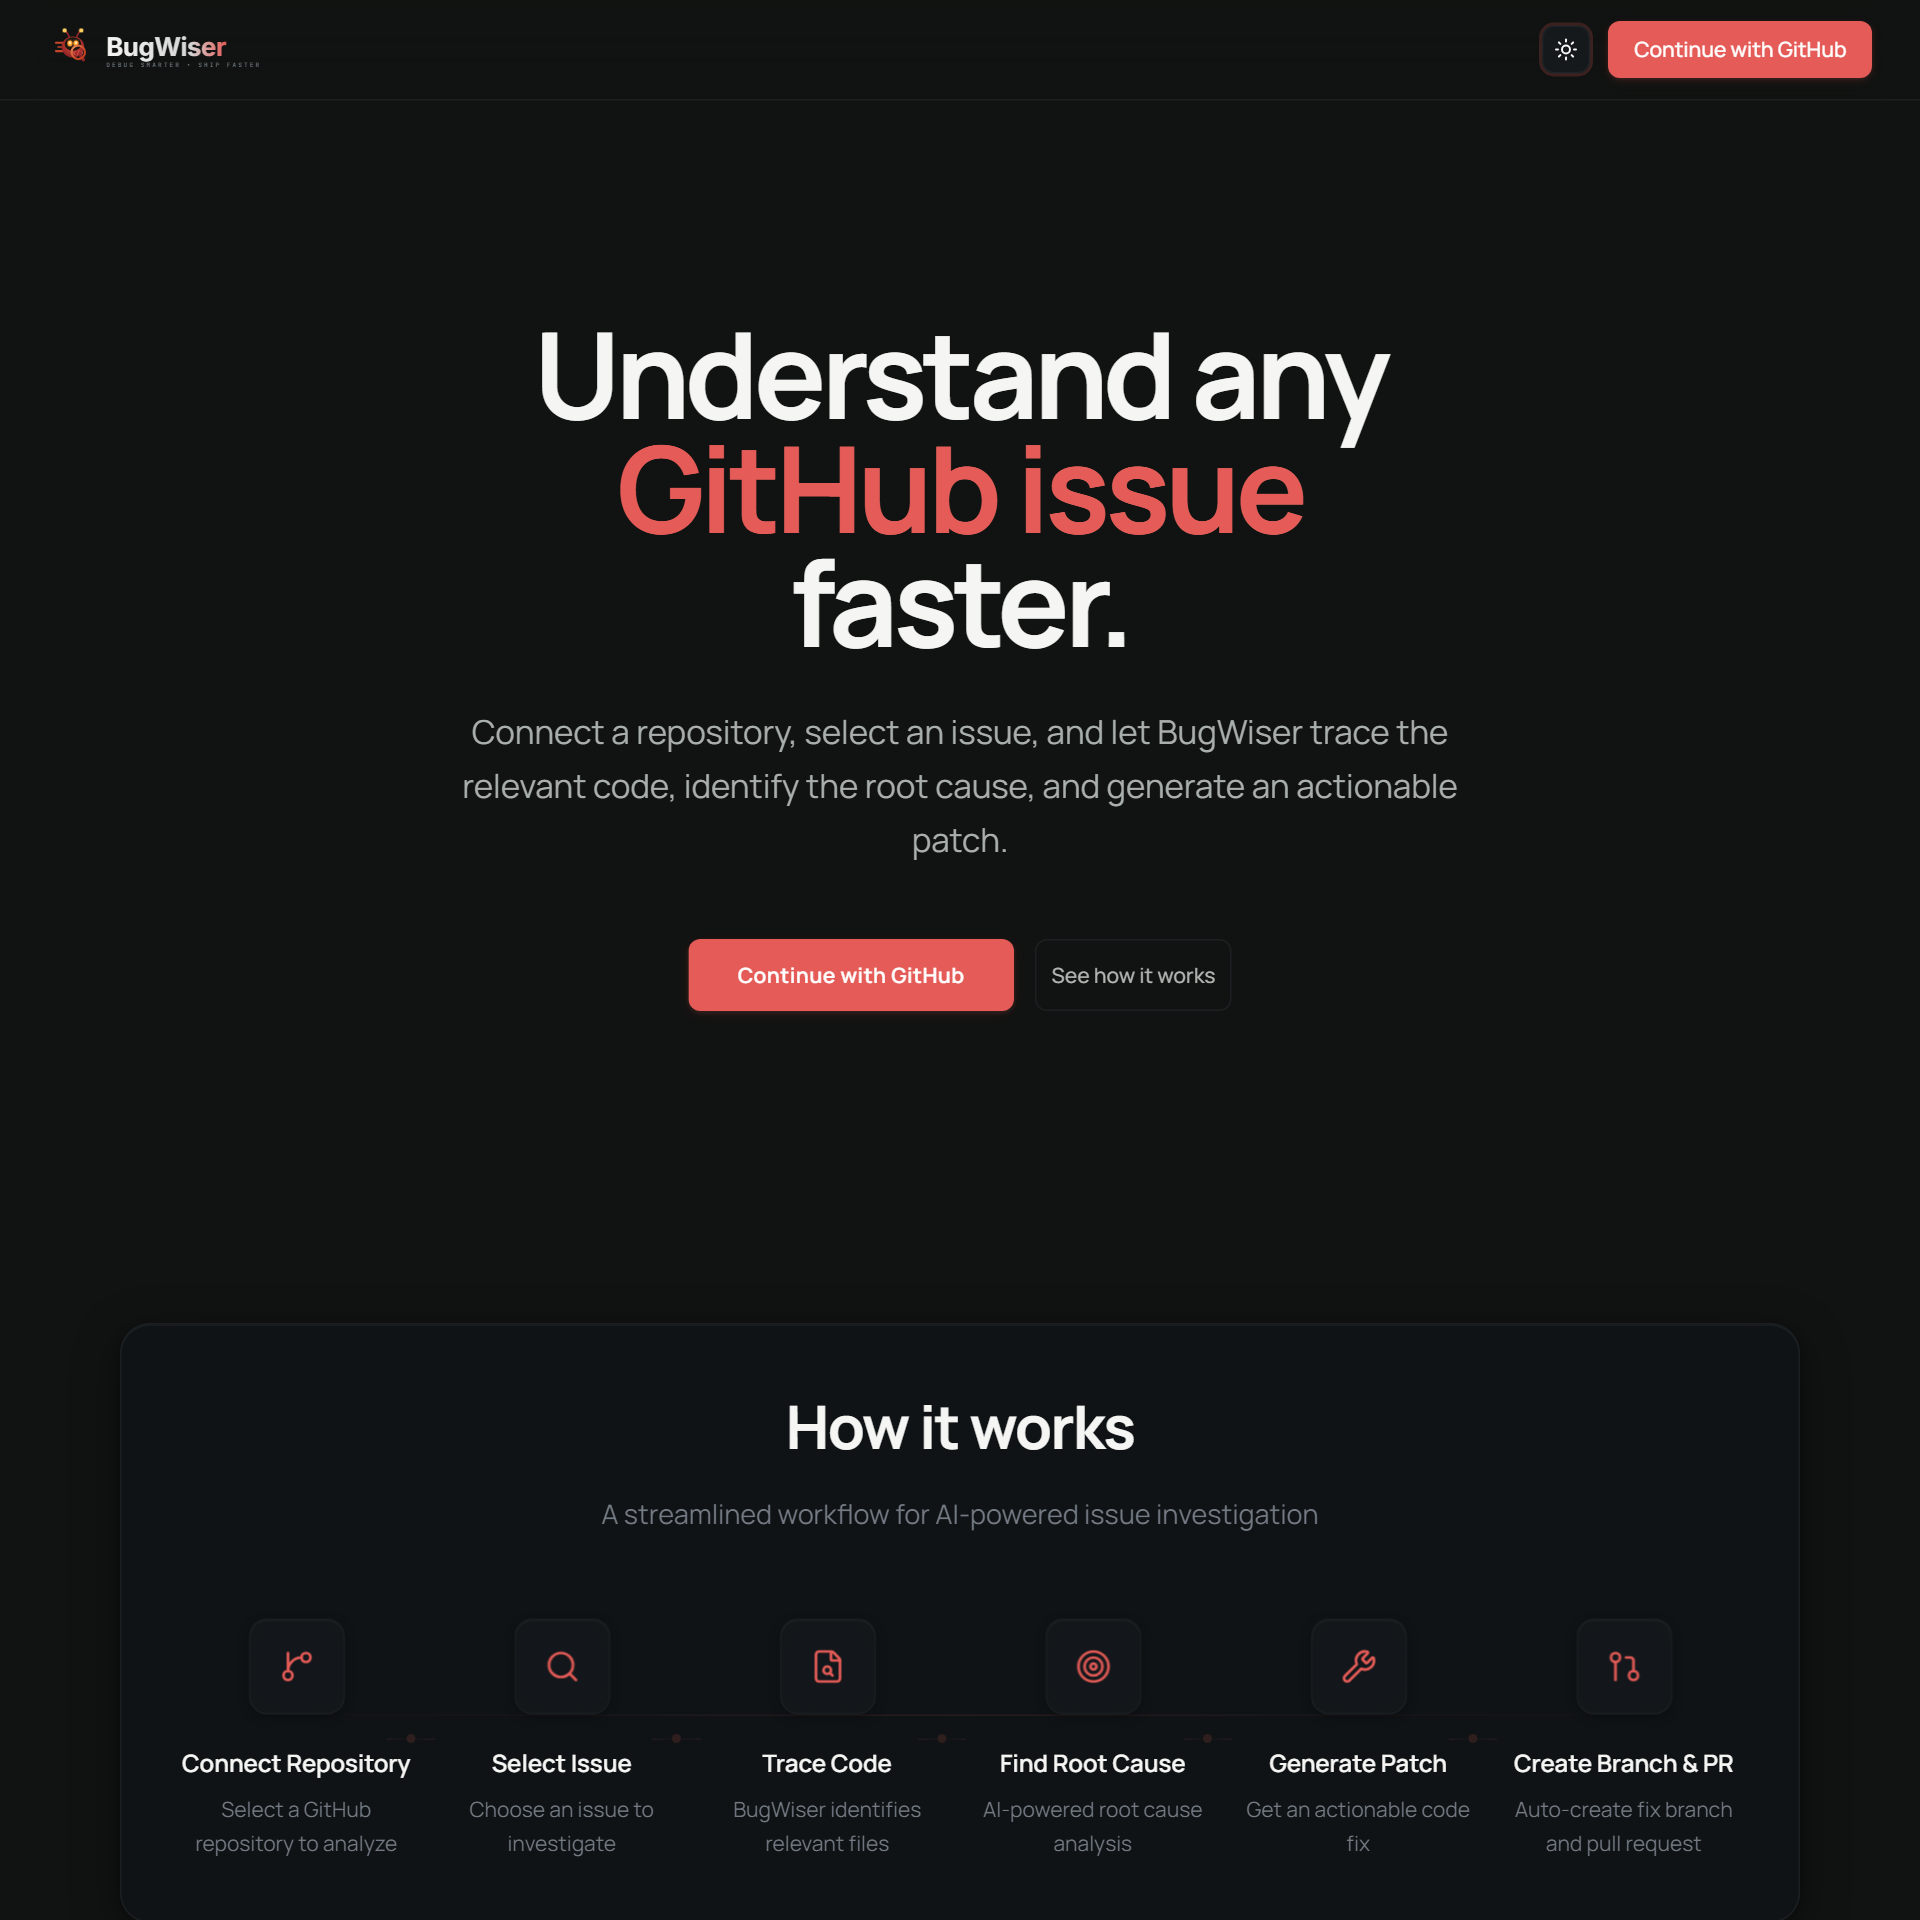 BugWiser
DEBUG SMARTER • SHIP FASTER
Continue with GitHub
Understand any
GitHub issue
faster.
Connect a repository, select an issue, and let BugWiser trace the
relevant code, identify the root cause, and generate an actionable
patch.
Continue with GitHub
See how it works
How it works
A streamlined workflow for AI-powered issue investigation
Connect Repository
Select a GitHub
repository to analyze
Select Issue
Choose an issue to
investigate
Trace Code
BugWiser identifies
relevant files
Find Root Cause
AI-powered root cause
analysis
Generate Patch
Get an actionable code
fix
Create Branch & PR
Auto-create fix branch
and pull request